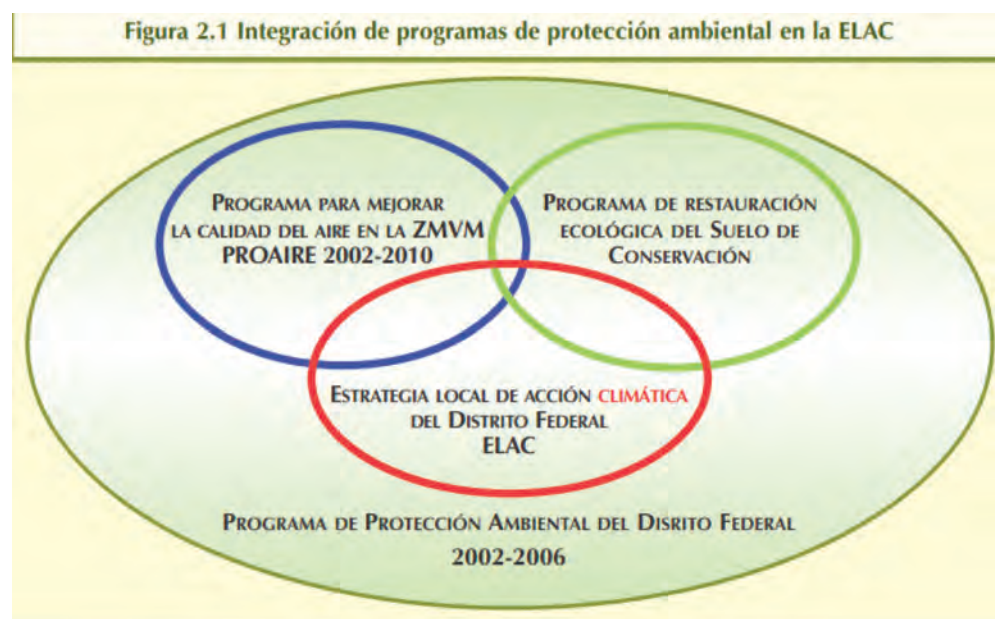 Figura 2.1 Integración de programas de protección ambiental en la ELAC
Programa para mejorar
la calidad del aire en la ZMVM
PROAIRE 2002-2010
Programa de restauración
ecológica del Suelo de
Conservación
Estrategia local de acción climática
del Distrito Federal
ELAC
Programa de Protección Ambiental del Disrito Federal
2002-2006